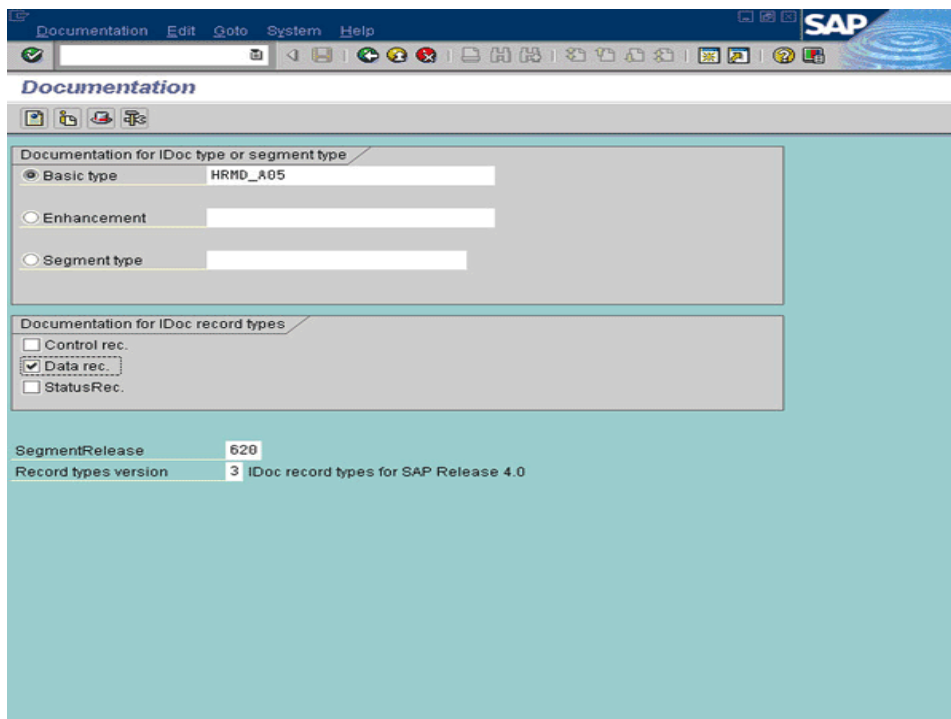 Documentation Edit Goto System Help
SAP
Documentation
Documentation for IDoc type or segment type
Basic type HRMD_A05
Enhancement
Segment type
Documentation for IDoc record types
Control rec.
Data rec.
StatusRec.
SegmentRelease 620
Record types version 3 IDoc record types for SAP Release 4.0